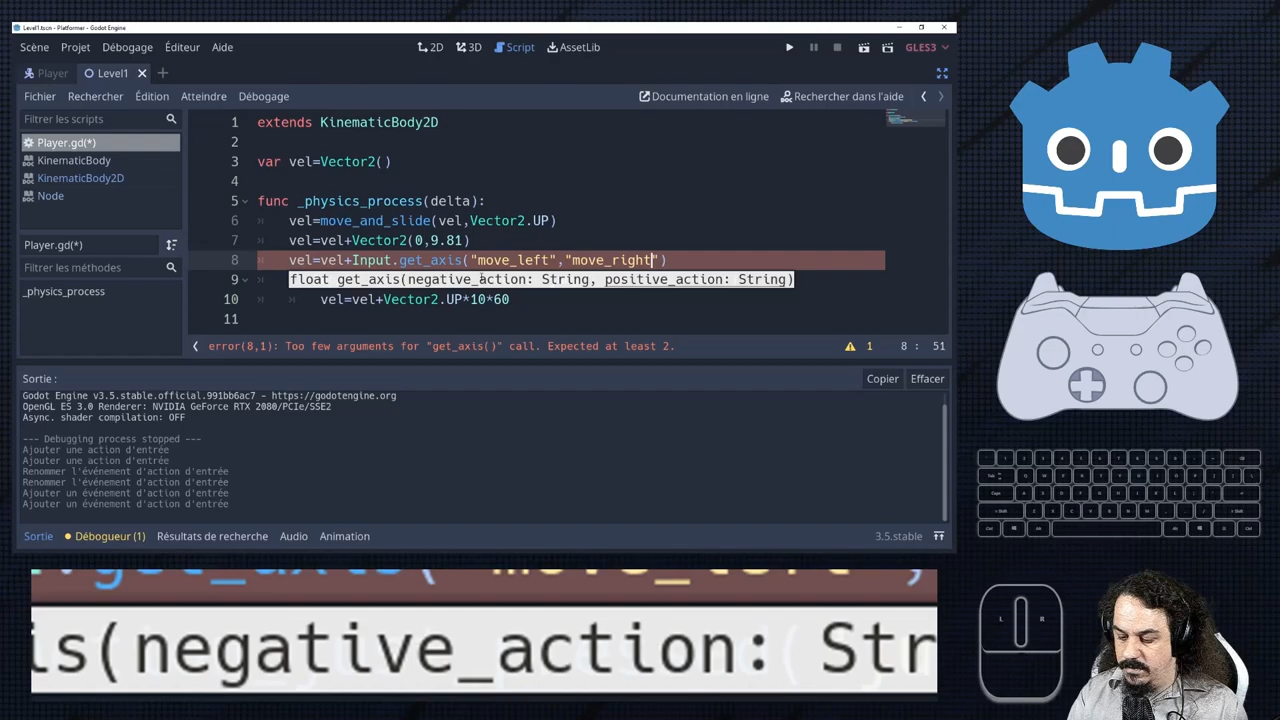 Level1.tscn - Platformer - Godot Engine
Scène Projet Débogage Éditeur Aide
2D 3D Script AssetLib
GLES3
Player Level1
Fichier Rechercher Édition Atteindre Débogage
Documentation en ligne Rechercher dans l'aide
Filtrer les scripts
Player.gd(*)
KinematicBody
KinematicBody2D
Node
Player.gd(*)
Filtrer les méthodes
_physics_process
1 extends KinematicBody2D
2
3 var vel=Vector2()
4
5 func _physics_process(delta):
6 vel=move_and_slide(vel,Vector2.UP)
7 vel=vel+Vector2(0,9.81)
8 vel=vel+Input.get_axis("move_left","move_right")
9 float get_axis(negative_action: String, positive_action: String)
10 vel=vel+Vector2.UP*10*60
11
error(8,1): Too few arguments for "get_axis()" call. Expected at least 2.
1 8 : 51
Sortie :
Copier Effacer
Godot Engine v3.5.stable.official.991bb6ac7 - https://godotengine.org
OpenGL ES 3.0 Renderer: NVIDIA GeForce RTX 2080/PCIe/SSE2
Async. shader compilation: OFF
--- Debugging process stopped ---
Ajouter une action d'entrée
Ajouter une action d'entrée
Renommer l'événement d'action d'entrée
Renommer l'événement d'action d'entrée
Ajouter un événement d'action d'entrée
Ajouter un événement d'action d'entrée
Sortie Débogueur (1) Résultats de recherche Audio Animation 3.5.stable
is(negative_action: Str
L R